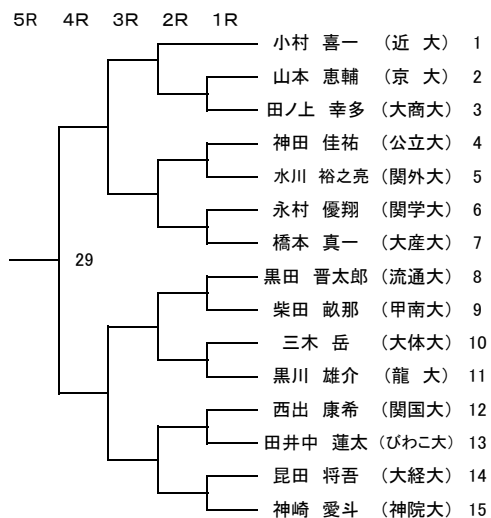 5R 4R 3R 2R 1R
小村 喜一 (近 大) 1
山本 恵輔 (京 大) 2
田ノ上 幸多 (大商大) 3
神田 佳祐 (公立大) 4
水川 裕之亮 (関外大) 5
永村 優翔 (関学大) 6
橋本 真一 (大産大) 7
29
黒田 晋太郎 (流通大) 8
柴田 畝那 (甲南大) 9
三木 岳 (大体大) 10
黒川 雄介 (龍 大) 11
西出 康希 (関国大) 12
田井中 蓮太 (びわこ大) 13
昆田 将吾 (大経大) 14
神崎 愛斗 (神院大) 15